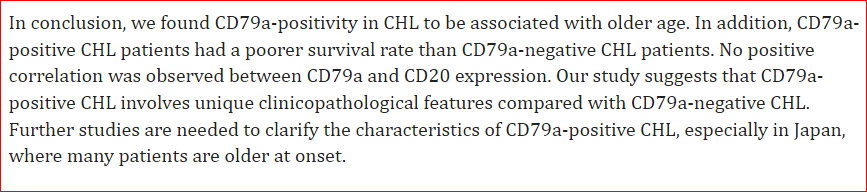 In conclusion, we found CD79a-positivity in CHL to be associated with older age. In addition, CD79a-
positive CHL patients had a poorer survival rate than CD79a-negative CHL patients. No positive
correlation was observed between CD79a and CD20 expression. Our study suggests that CD79a-
positive CHL involves unique clinicopathological features compared with CD79a-negative CHL.
Further studies are needed to clarify the characteristics of CD79a-positive CHL, especially in Japan,
where many patients are older at onset.